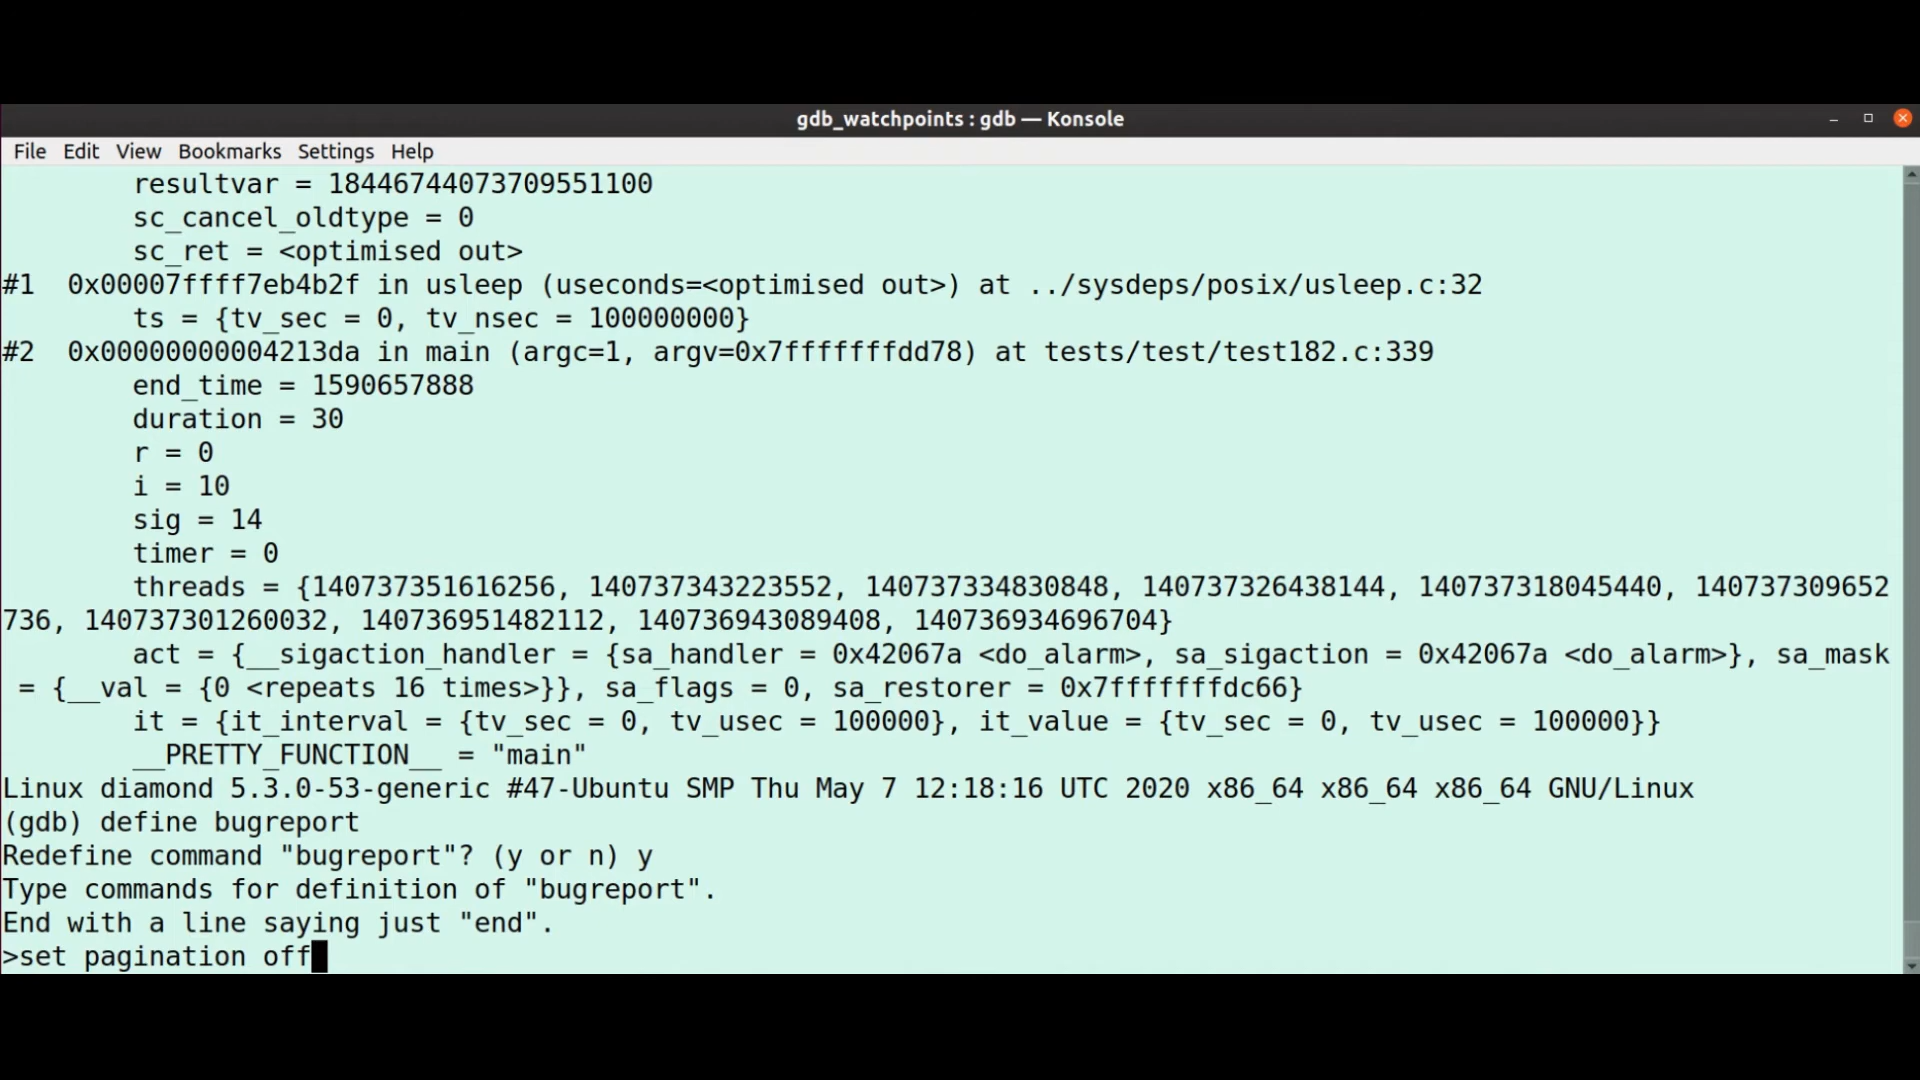 gdb_watchpoints : gdb — Konsole
File Edit View Bookmarks Settings Help
resultvar = 18446744073709551100
sc_cancel_oldtype = 0
sc_ret = <optimised out>
#1  0x00007ffff7eb4b2f in usleep (useconds=<optimised out>) at ../sysdeps/posix/usleep.c:32
ts = {tv_sec = 0, tv_nsec = 100000000}
#2  0x00000000004213da in main (argc=1, argv=0x7fffffffdd78) at tests/test/test182.c:339
end_time = 1590657888
duration = 30
r = 0
i = 10
sig = 14
timer = 0
threads = {140737351616256, 140737343223552, 140737334830848, 140737326438144, 140737318045440, 140737309652
736, 140737301260032, 140736951482112, 140736943089408, 140736934696704}
act = {__sigaction_handler = {sa_handler = 0x42067a <do_alarm>, sa_sigaction = 0x42067a <do_alarm>}, sa_mask
= {__val = {0 <repeats 16 times>}}, sa_flags = 0, sa_restorer = 0x7fffffffdc66}
it = {it_interval = {tv_sec = 0, tv_usec = 100000}, it_value = {tv_sec = 0, tv_usec = 100000}}
__PRETTY_FUNCTION__ = "main"
Linux diamond 5.3.0-53-generic #47-Ubuntu SMP Thu May 7 12:18:16 UTC 2020 x86_64 x86_64 x86_64 GNU/Linux
(gdb) define bugreport
Redefine command "bugreport"? (y or n) y
Type commands for definition of "bugreport".
End with a line saying just "end".
>set pagination off